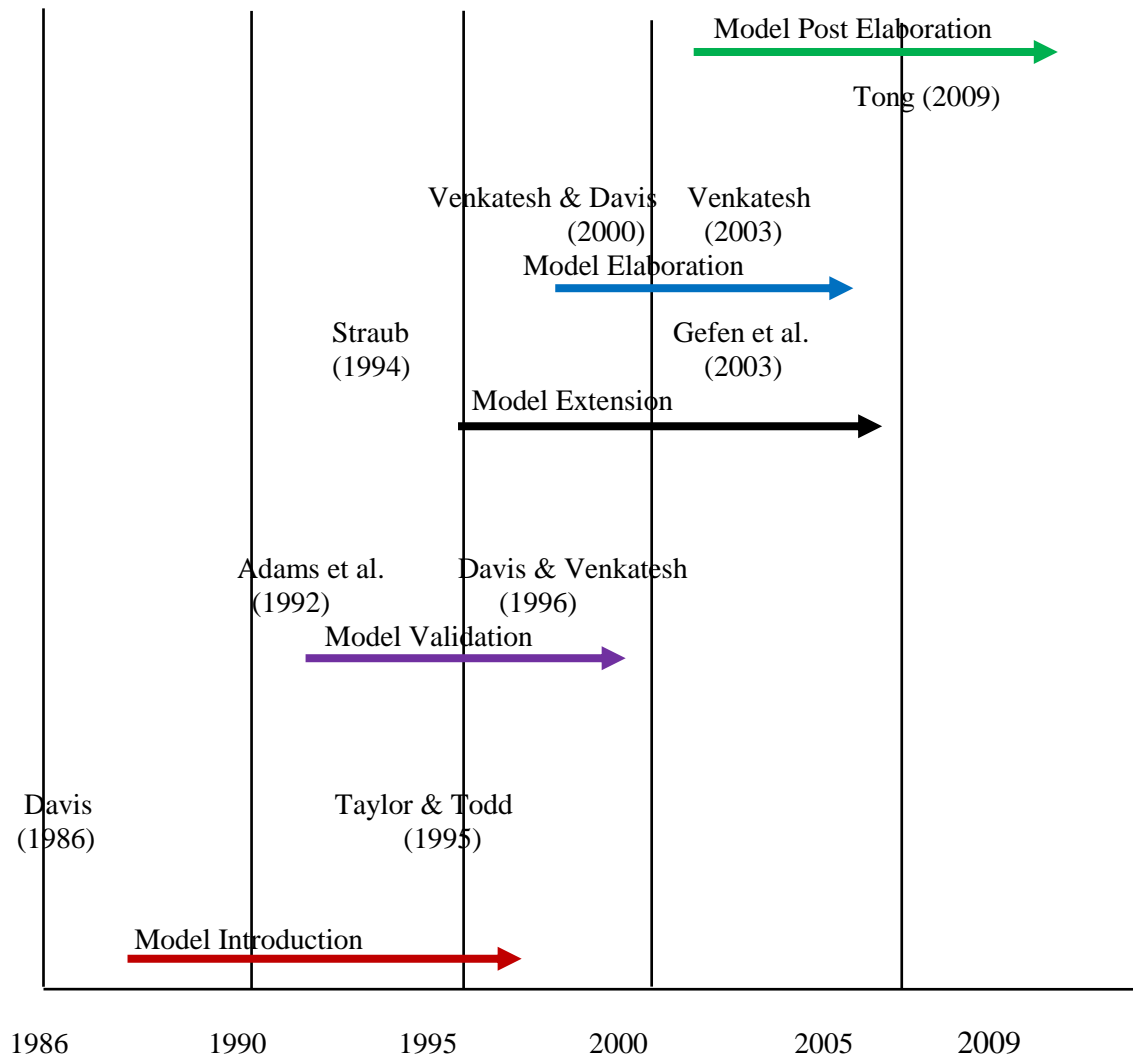 Model Post Elaboration
Tong (2009)
Venkatesh & Davis Venkatesh
(2000) (2003)
Model Elaboration
Straub Gefen et al.
(1994) (2003)
Model Extension
Adams et al. Davis & Venkatesh
(1992) (1996)
Model Validation
Davis Taylor & Todd
(1986) (1995)
Model Introduction
1986 1990 1995 2000 2005 2009